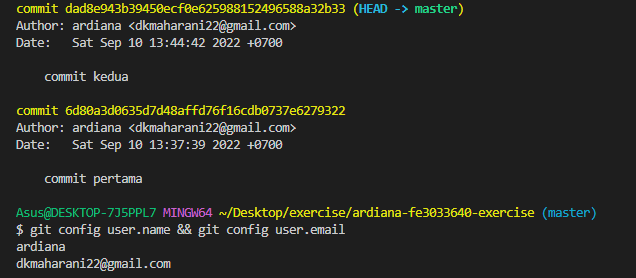 commit dad8e943b39450ecf0e625988152496588a32b33 (HEAD -> master)
Author: ardiana <dkmaharani22@gmail.com>
Date:   Sat Sep 10 13:44:42 2022 +0700
    commit kedua
commit 6d80a3d0635d7d48affd76f16cdb0737e6279322
Author: ardiana <dkmaharani22@gmail.com>
Date:   Sat Sep 10 13:37:39 2022 +0700
    commit pertama
Asus@DESKTOP-7J5PPL7 MINGW64 ~/Desktop/exercise/ardiana-fe3033640-exercise (master)
$ git config user.name && git config user.email
ardiana
dkmaharani22@gmail.com